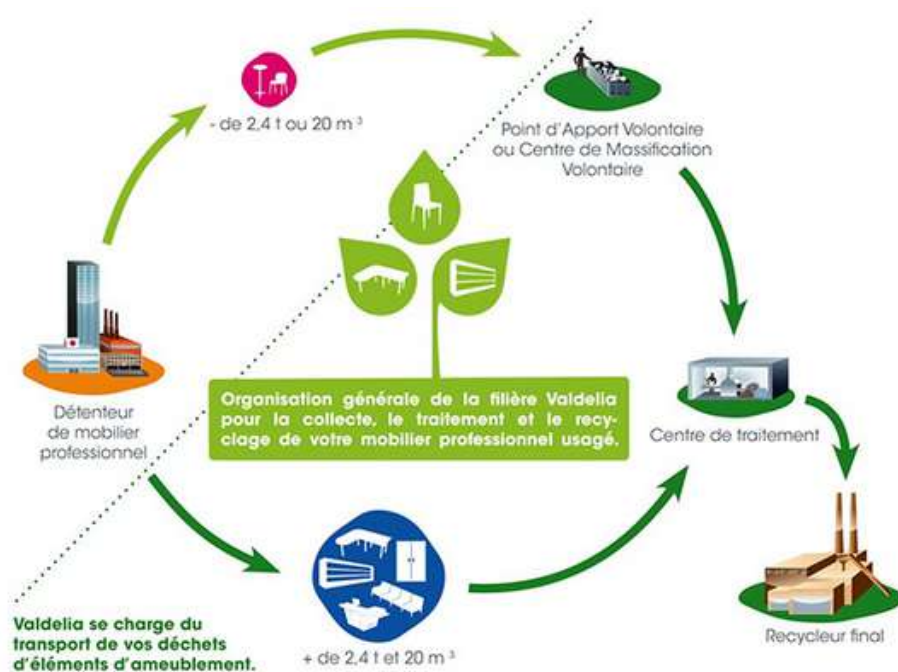 - de 2,4 t ou 20 m³
Point d'Apport Volontaire
ou Centre de Massification
Volontaire
Détenteur
de mobilier
professionnel
Organisation générale de la filière Valdelia
pour la collecte, le traitement et le recy-
clage de votre mobilier professionnel usagé.
Centre de traitement
Valdelia se charge du
transport de vos déchets
d'éléments d'ameublement.
+ de 2,4 t et 20 m³
Recycleur final